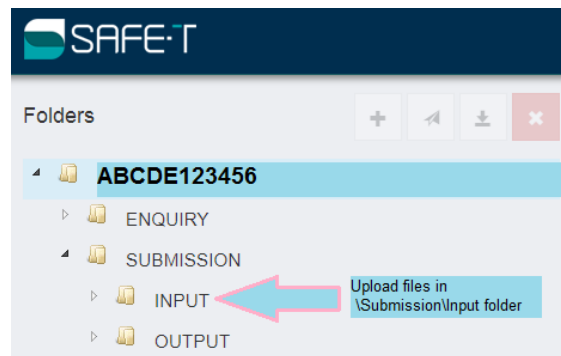 SAFE·T
Folders
ABCDE123456
ENQUIRY
SUBMISSION
INPUT
Upload files in
\Submission\Input folder
OUTPUT